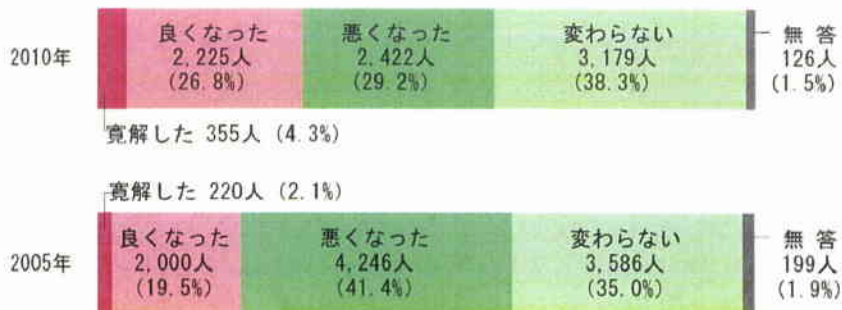 良くなった 悪くなった 変わらない 無答
2010年 2,225人 2,422人 3,179人 126人
(26.8%) (29.2%) (38.3%) (1.5%)
寛解した 355人 (4.3%)
寛解した 220人 (2.1%)
良くなった 悪くなった 変わらない 無答
2005年 2,000人 4,246人 3,586人 199人
(19.5%) (41.4%) (35.0%) (1.9%)